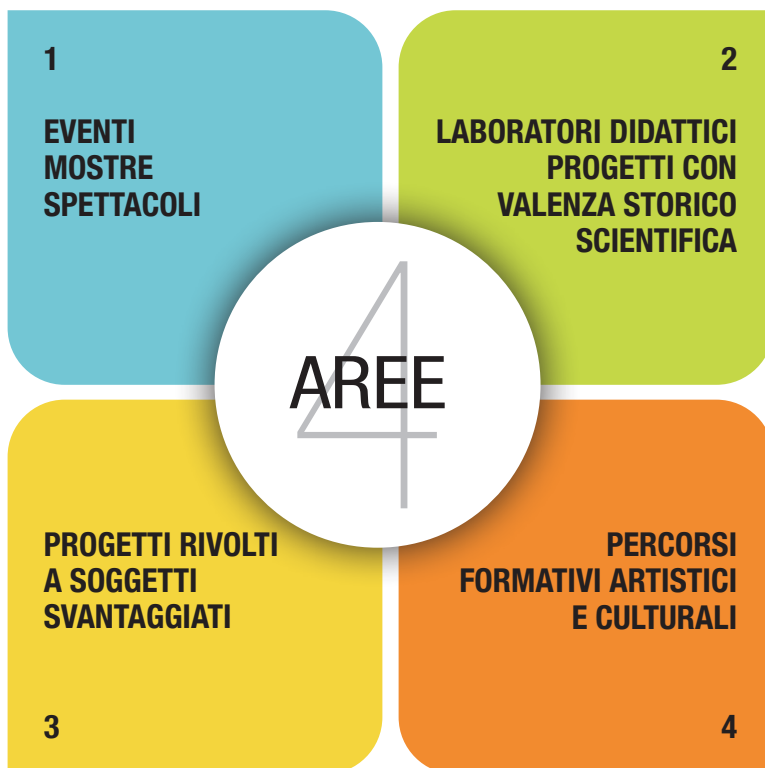 1
EVENTI
MOSTRE
SPETTACOLI
2
LABORATORI DIDATTICI
PROGETTI CON
VALENZA STORICO
SCIENTIFICA
4
AREE
PROGETTI RIVOLTI
A SOGGETTI
SVANTAGGIATI
3
PERCORSI
FORMATIVI ARTISTICI
E CULTURALI
4